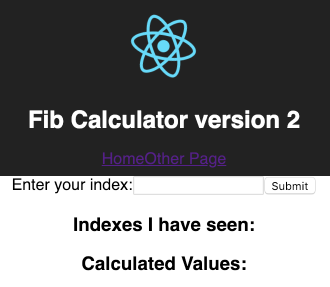 Fib Calculator version 2
HomeOther Page
Enter your index: Submit
Indexes I have seen:
Calculated Values: